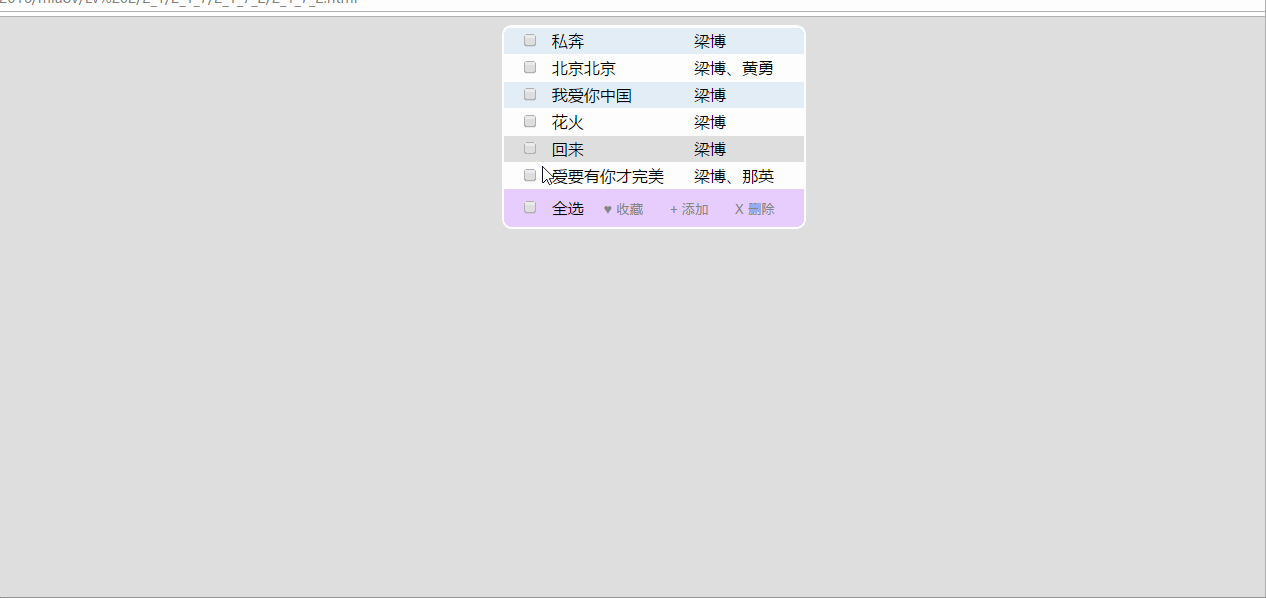 私奔 梁博
北京北京 梁博、黄勇
我爱你中国 梁博
花火 梁博
回来 梁博
爱要有你才完美 梁博、那英
全选 ♥ 收藏 + 添加 X 删除